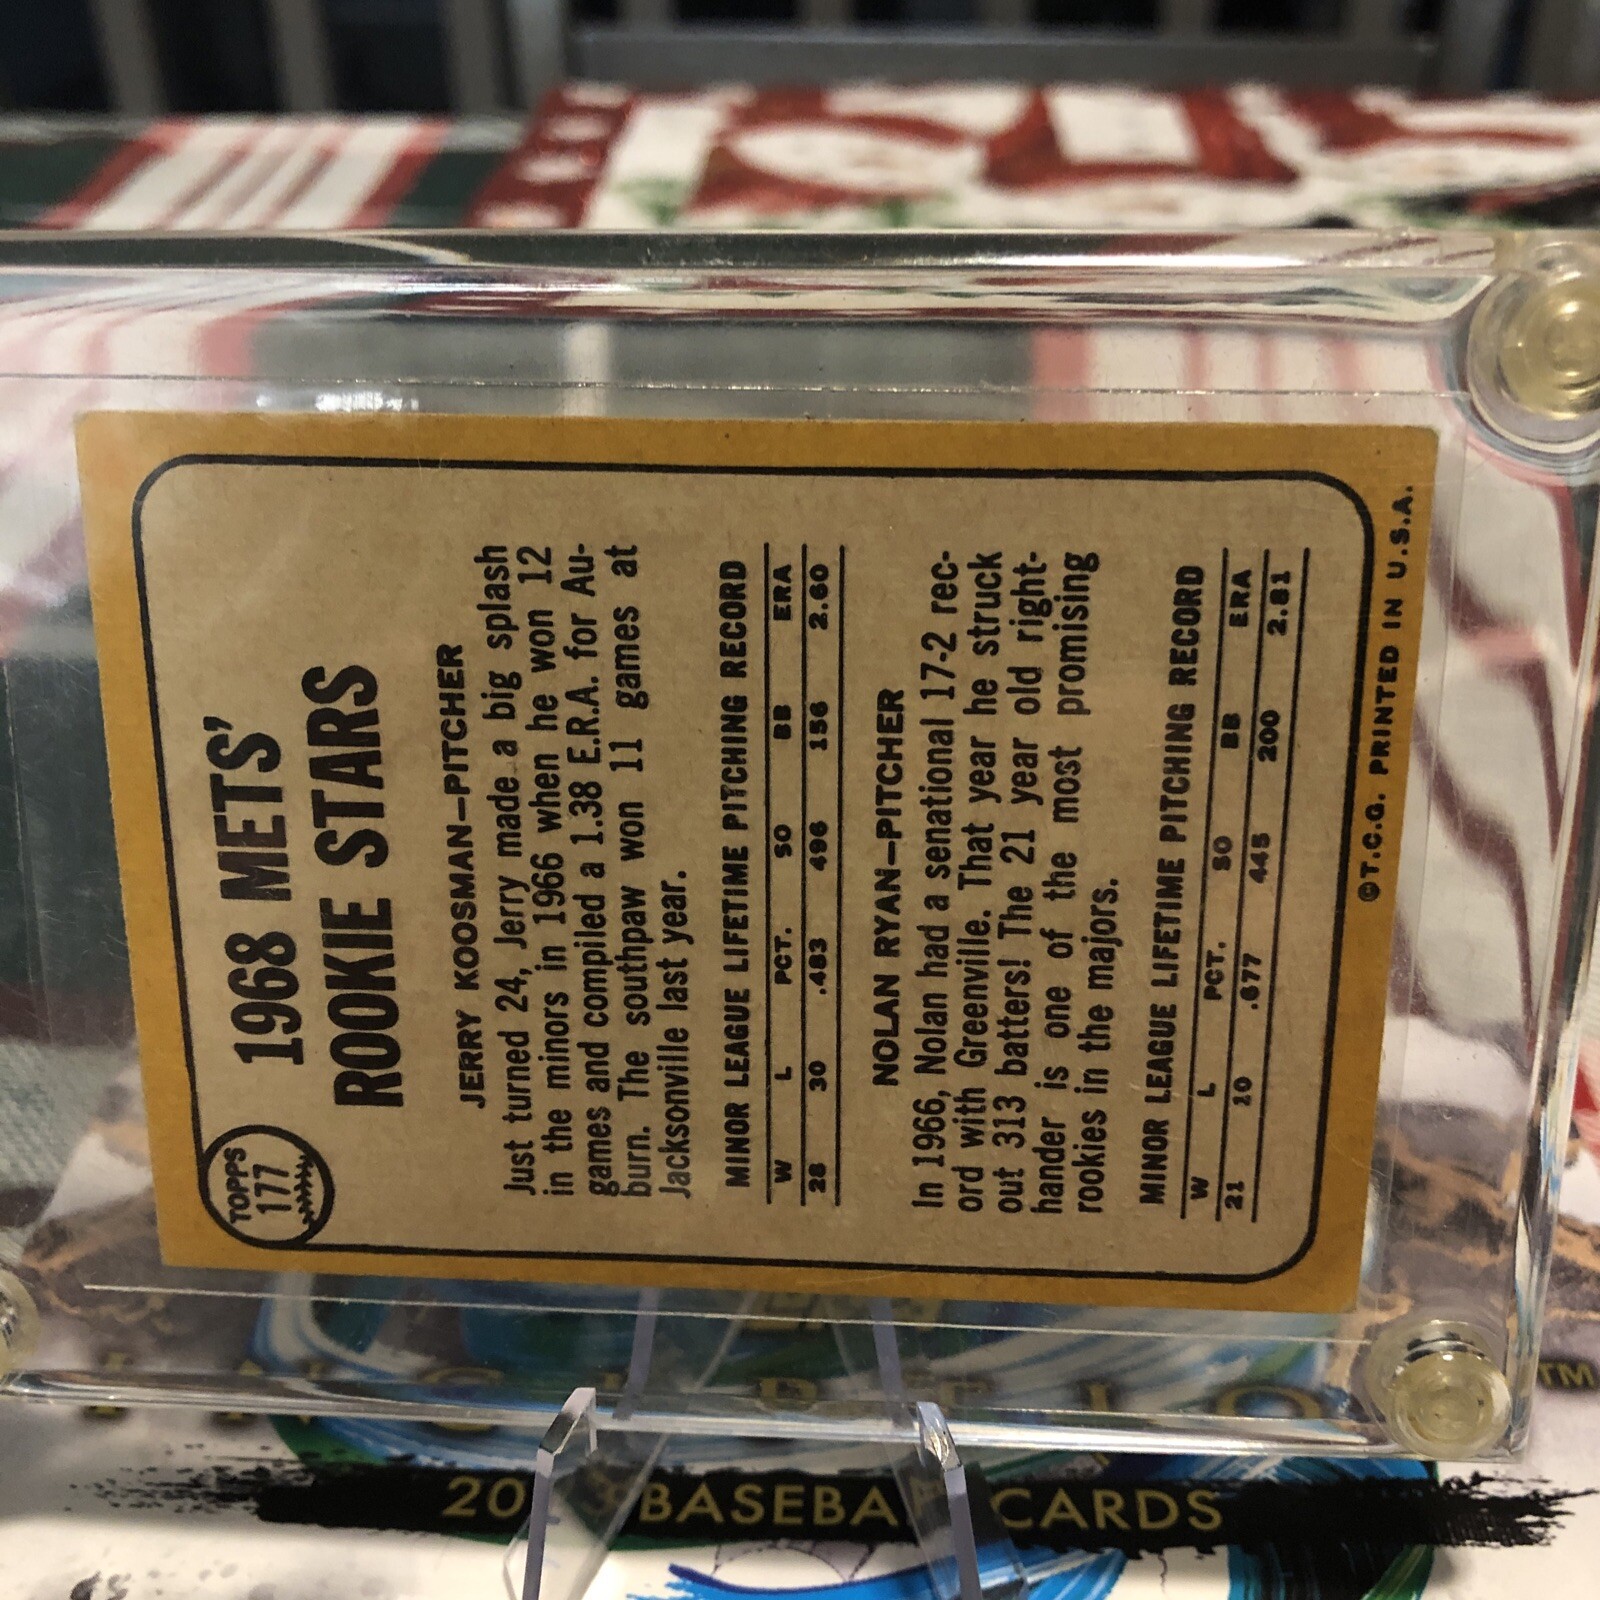 TOPPS
177
1968 METS'
ROOKIE STARS
JERRY KOOSMAN—PITCHER
Just turned 24, Jerry made a big splash
in the minors in 1966 when he won 12
games and compiled a 1.38 E.R.A. for Au-
burn. The southpaw won 11 games at
Jacksonville last year.
MINOR LEAGUE LIFETIME PITCHING RECORD
W L PCT. SO BB ERA
28 30 .483 496 156 2.60
NOLAN RYAN—PITCHER
In 1966, Nolan had a senational 17-2 rec-
ord with Greenville. That year he struck
out 313 batters! The 21 year old right-
hander is one of the most promising
rookies in the majors.
MINOR LEAGUE LIFETIME PITCHING RECORD
W L PCT. SO BB ERA
21 10 .677 445 200 2.81
©T.C.G. PRINTED IN U.S.A.
TM
BASEBALL CARDS